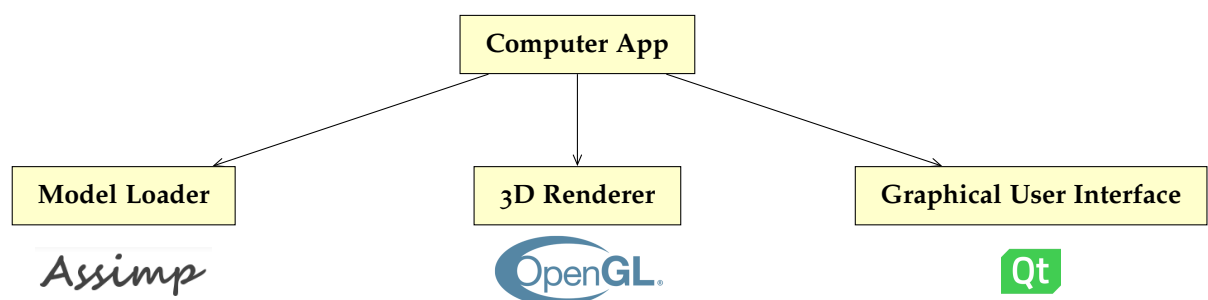 Computer App
Model Loader
3D Renderer
Graphical User Interface
Assimp
OpenGL.
Qt